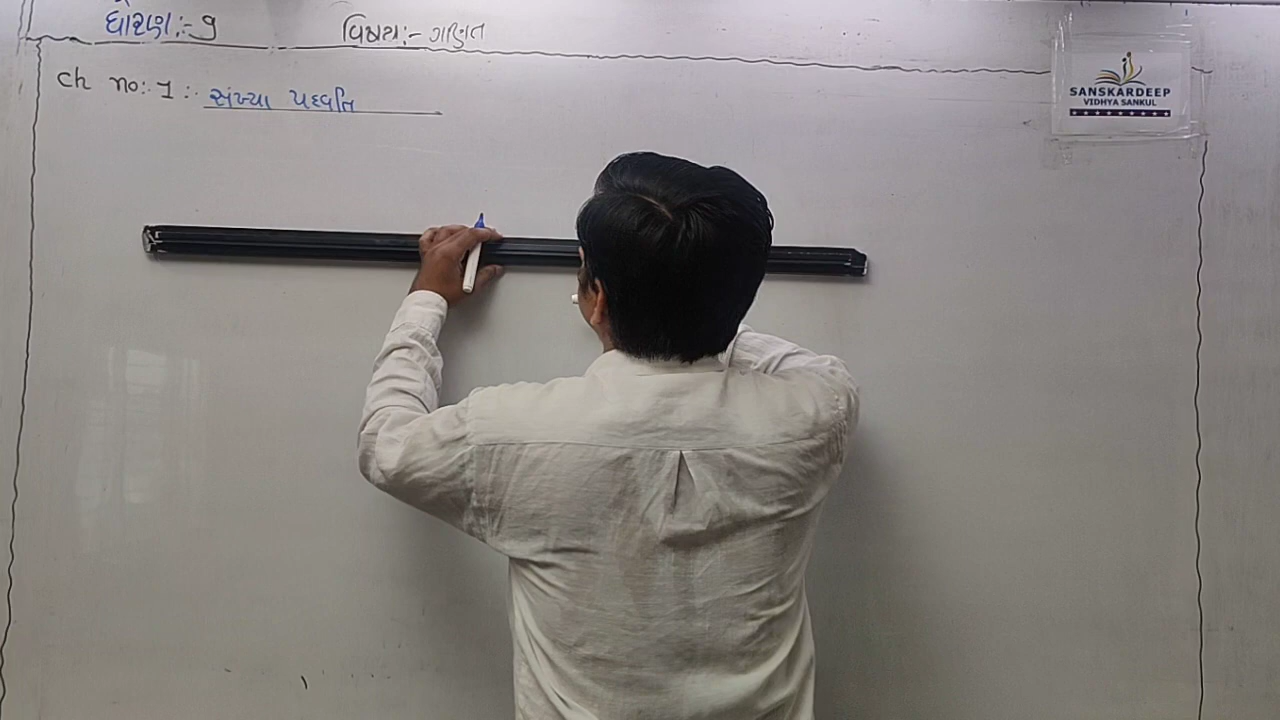 ધોરણ:- 9
વિષય:- ગણિત
ch no: 1 : સંખ્યા પદ્ધતિ
SANSKARDEEP
VIDHYA SANKUL